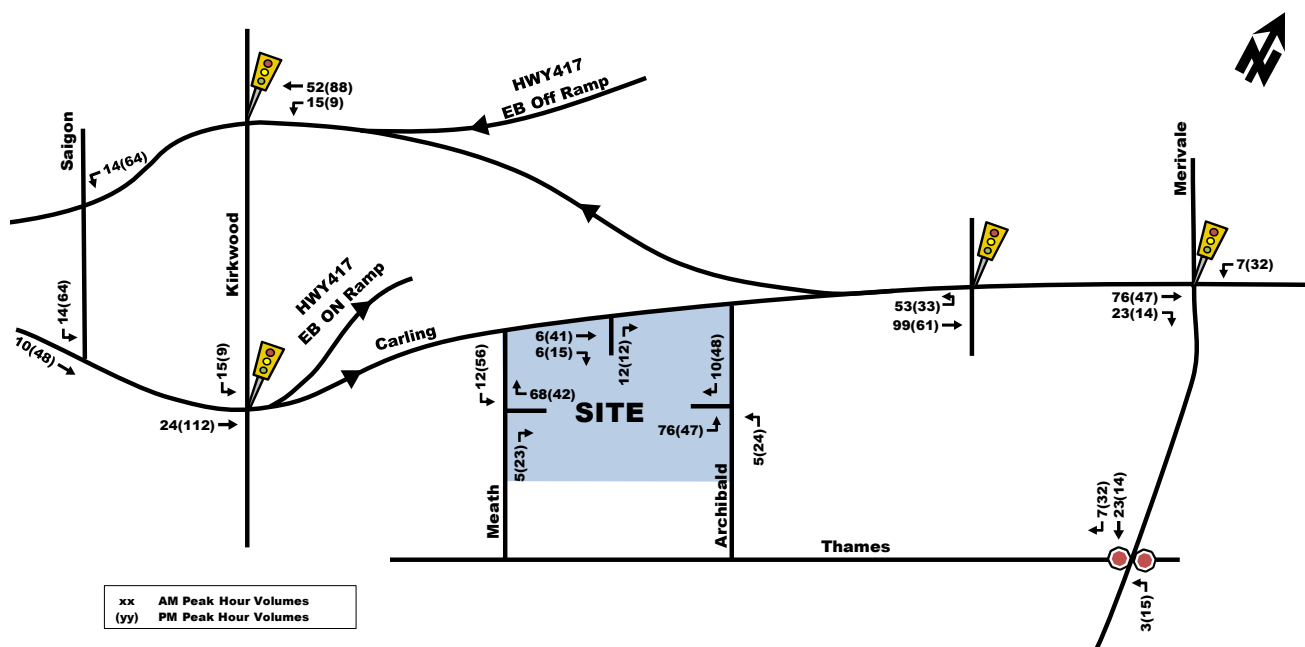 HWY417
EB Off Ramp
52(88)
15(9)
Saigon
14(64)
Merivale
Kirkwood
HWY417
EB ON Ramp
7(32)
14(64)
53(33)
76(47)
99(61)
23(14)
10(48)
Carling
15(9)
12(56)
6(41)
6(15)
12(12)
10(48)
68(42)
SITE
24(112)
76(47)
5(23)
5(24)
Meath
Archibald
7(32)
23(14)
Thames
3(15)
xx AM Peak Hour Volumes
(yy) PM Peak Hour Volumes